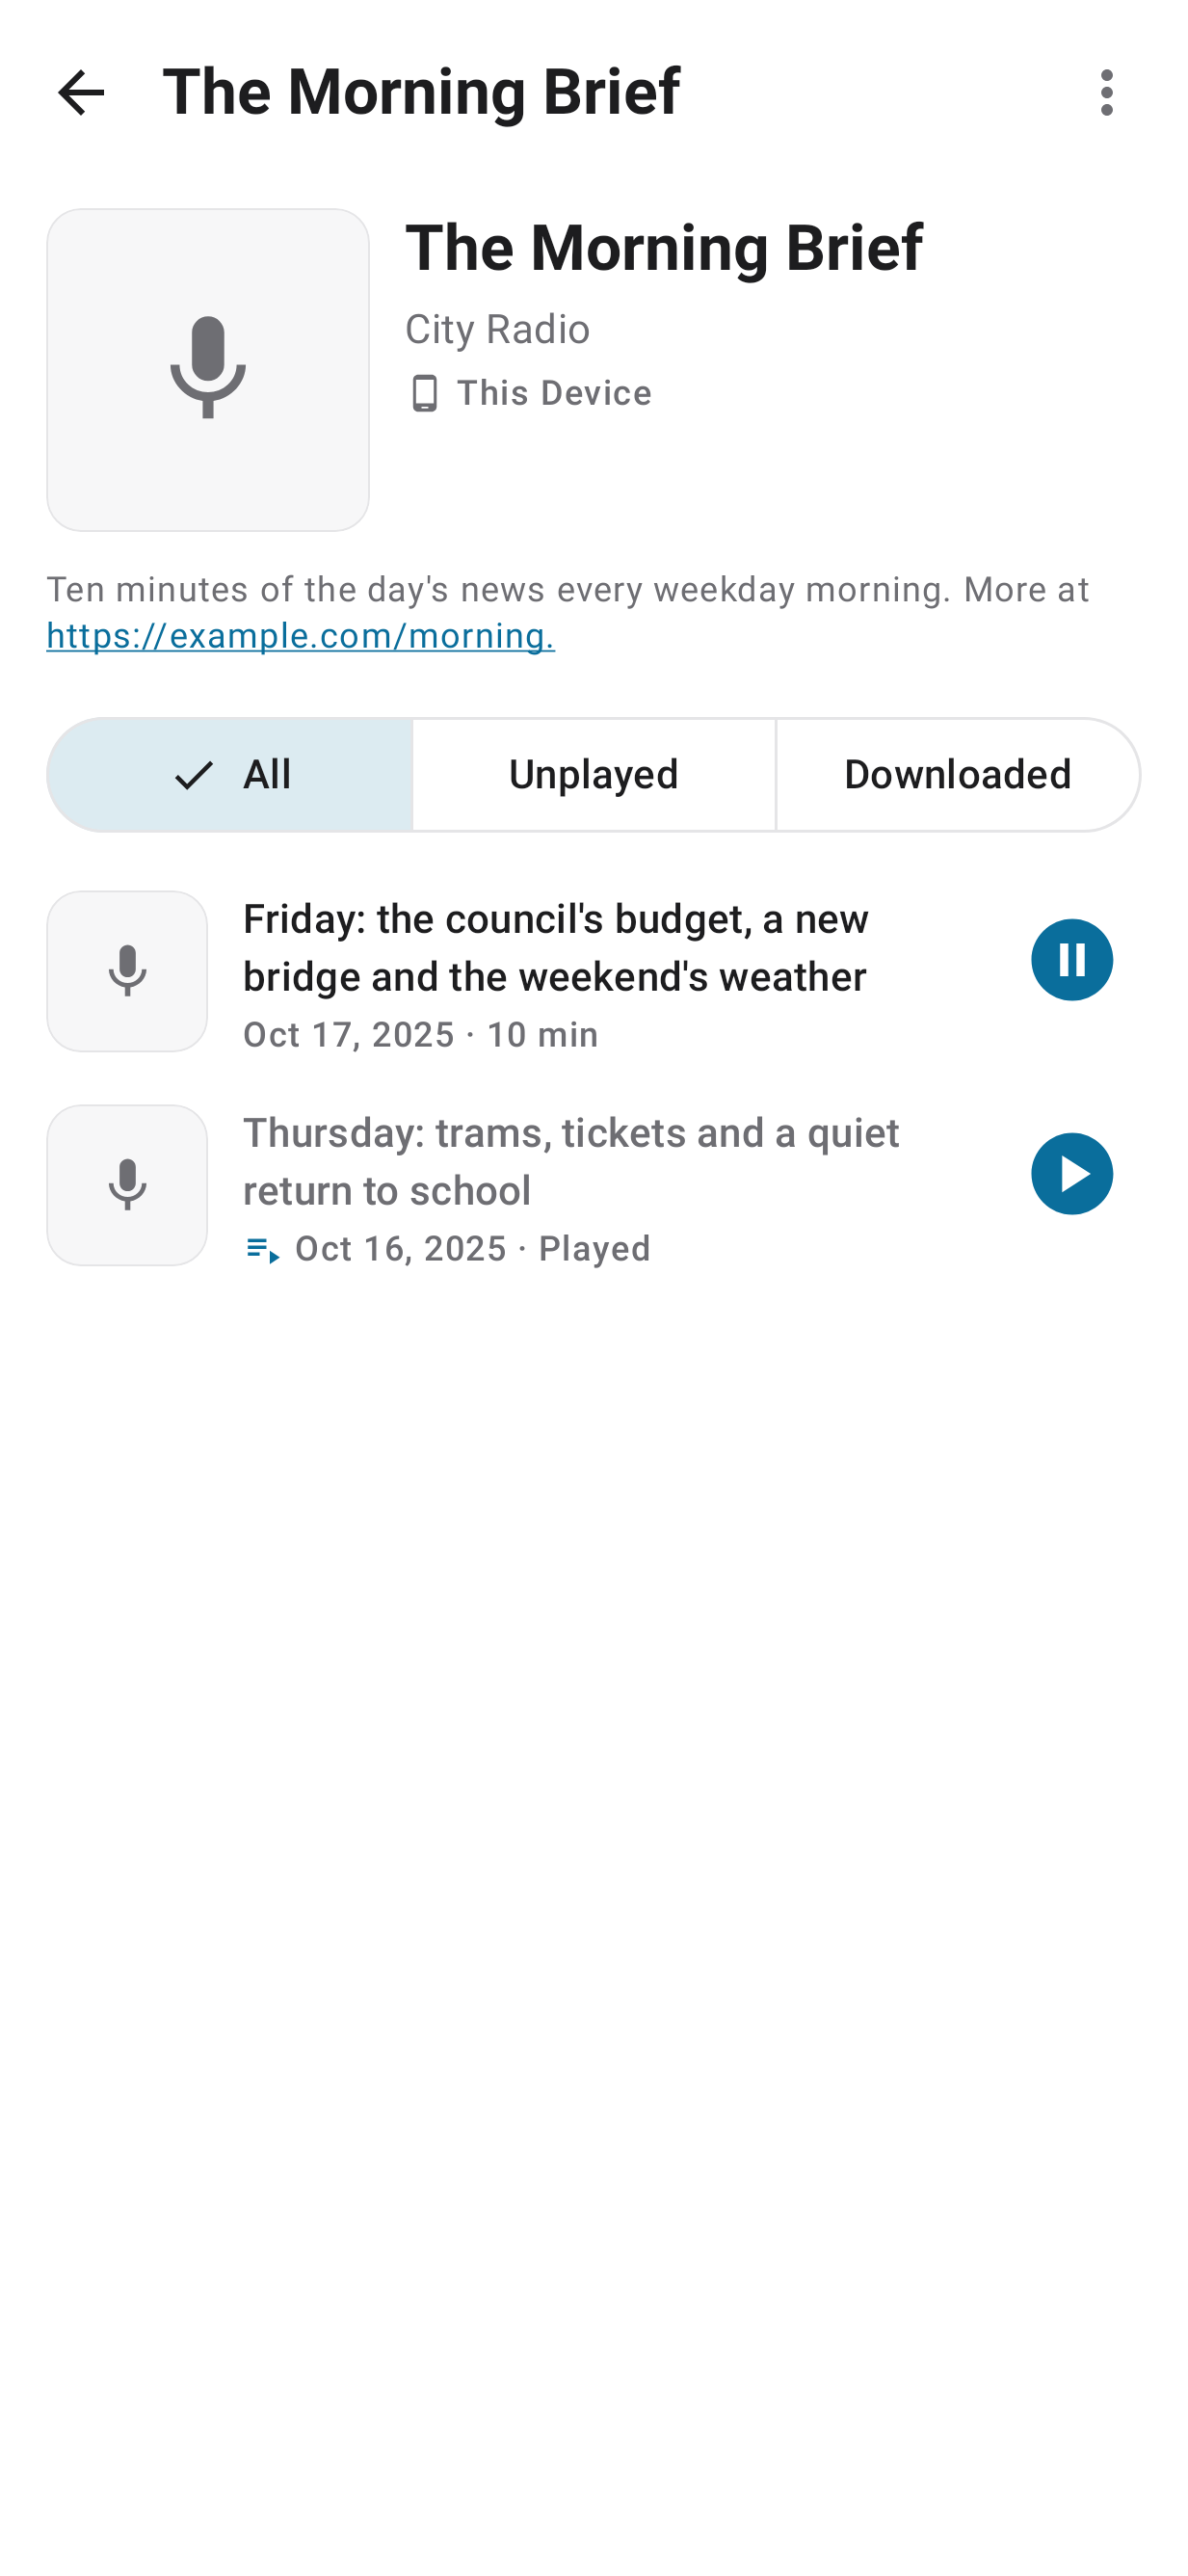 The Morning Brief
The Morning Brief
City Radio
This Device
Ten minutes of the day's news every weekday morning. More at
https://example.com/morning.
All
Unplayed
Downloaded
Friday: the council's budget, a new
bridge and the weekend's weather
Oct 17, 2025 · 10 min
Thursday: trams, tickets and a quiet
return to school
Oct 16, 2025 · Played